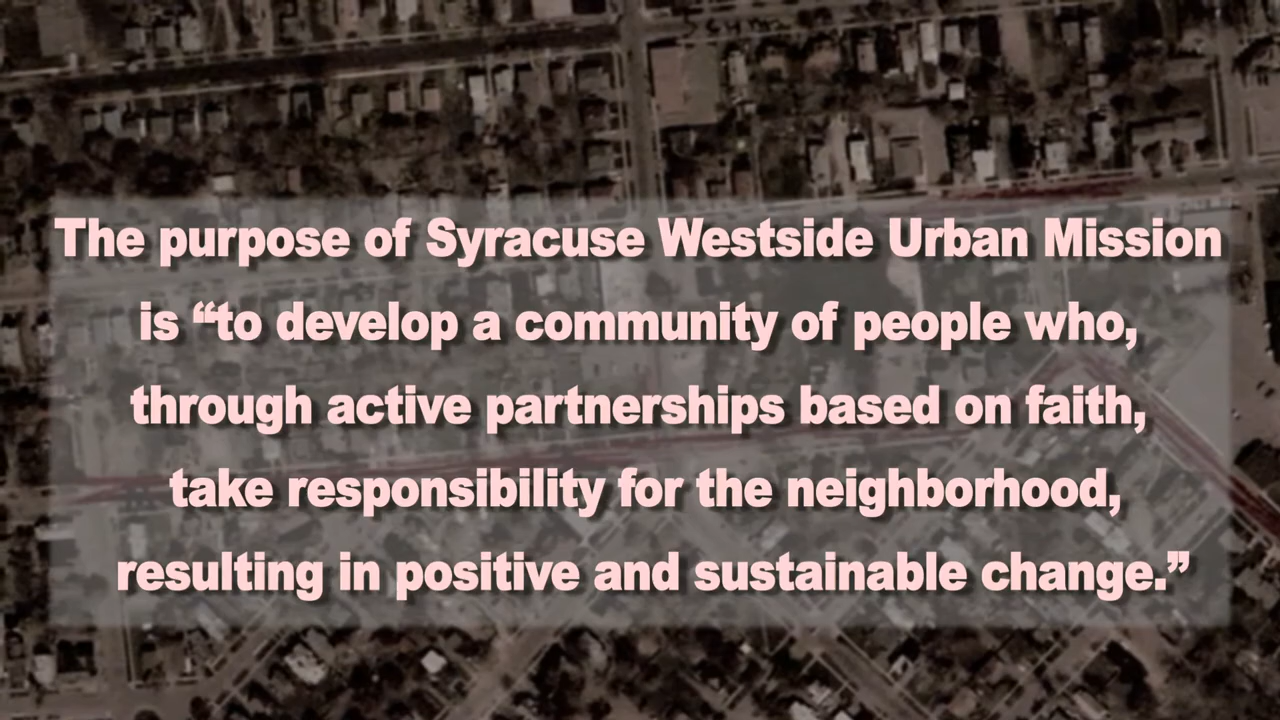 The purpose of Syracuse Westside Urban Mission
is “to develop a community of people who,
through active partnerships based on faith,
take responsibility for the neighborhood,
resulting in positive and sustainable change.”